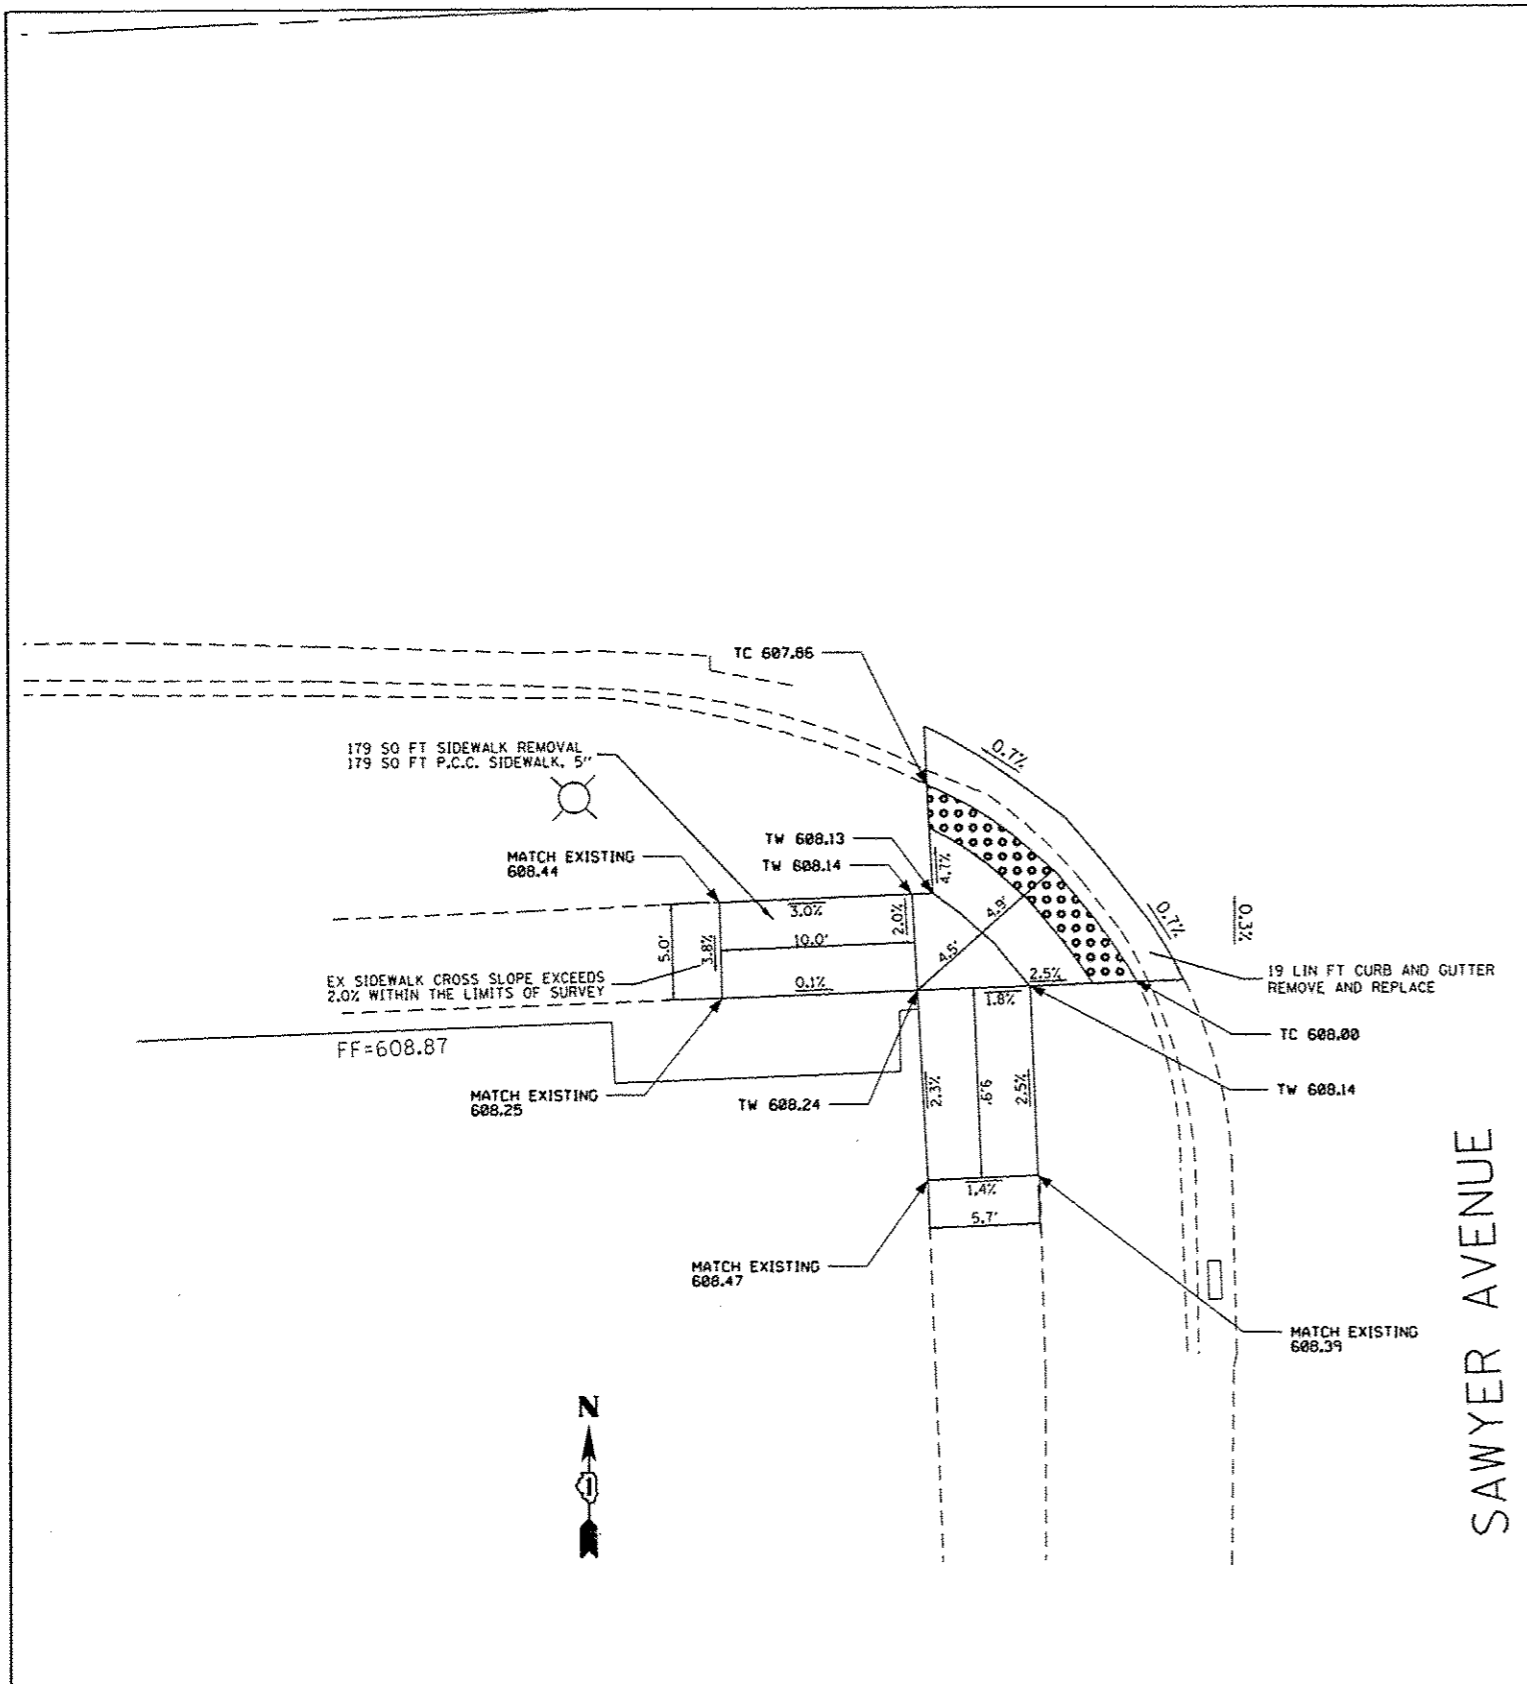 TC 607.86
0.7%
179 SQ FT SIDEWALK REMOVAL
179 SQ FT P.C.C. SIDEWALK, 5"
TW 608.13
TW 608.14
MATCH EXISTING
608.44
4.7%
3.0%
2.0%
4.9'
0.7%
0.3%
5.0'
3.8%
10.0'
4.5'
EX SIDEWALK CROSS SLOPE EXCEEDS
2.0% WITHIN THE LIMITS OF SURVEY
0.1%
2.5%
19 LIN FT CURB AND GUTTER
REMOVE AND REPLACE
1.8%
TC 608.00
FF=608.87
MATCH EXISTING
608.25
TW 608.24
2.3%
9.9'
2.5%
TW 608.14
1.4%
5.7'
MATCH EXISTING
608.47
MATCH EXISTING
608.39
N
1
SAWYER AVENUE